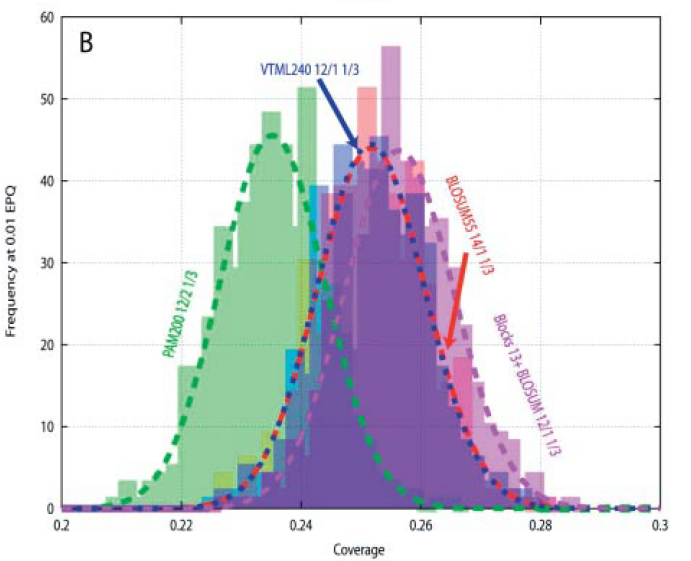 B
60
50
40
30
20
10
0
Frequency at 0.01 EPQ
VTML240 12/1 1/3
PAM200 12/2 1/3
BLOSUM55 14/1 1/3
Blocks 13+ BLOSUM 12/1 1/3
0.2 0.22 0.24 0.26 0.28 0.3
Coverage